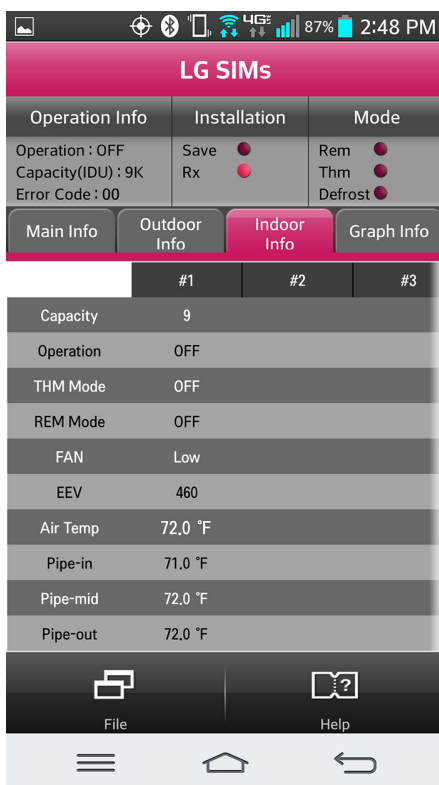 4G 87% 2:48 PM
LG SIMs
Operation Info Installation Mode
Operation : OFF Save Rem
Capacity(IDU) : 9K Rx Thm
Error Code : 00 Defrost
Main Info Outdoor Info Indoor Info Graph Info
#1 #2 #3
Capacity 9
Operation OFF
THM Mode OFF
REM Mode OFF
FAN Low
EEV 460
Air Temp 72.0 °F
Pipe-in 71.0 °F
Pipe-mid 72.0 °F
Pipe-out 72.0 °F
File Help